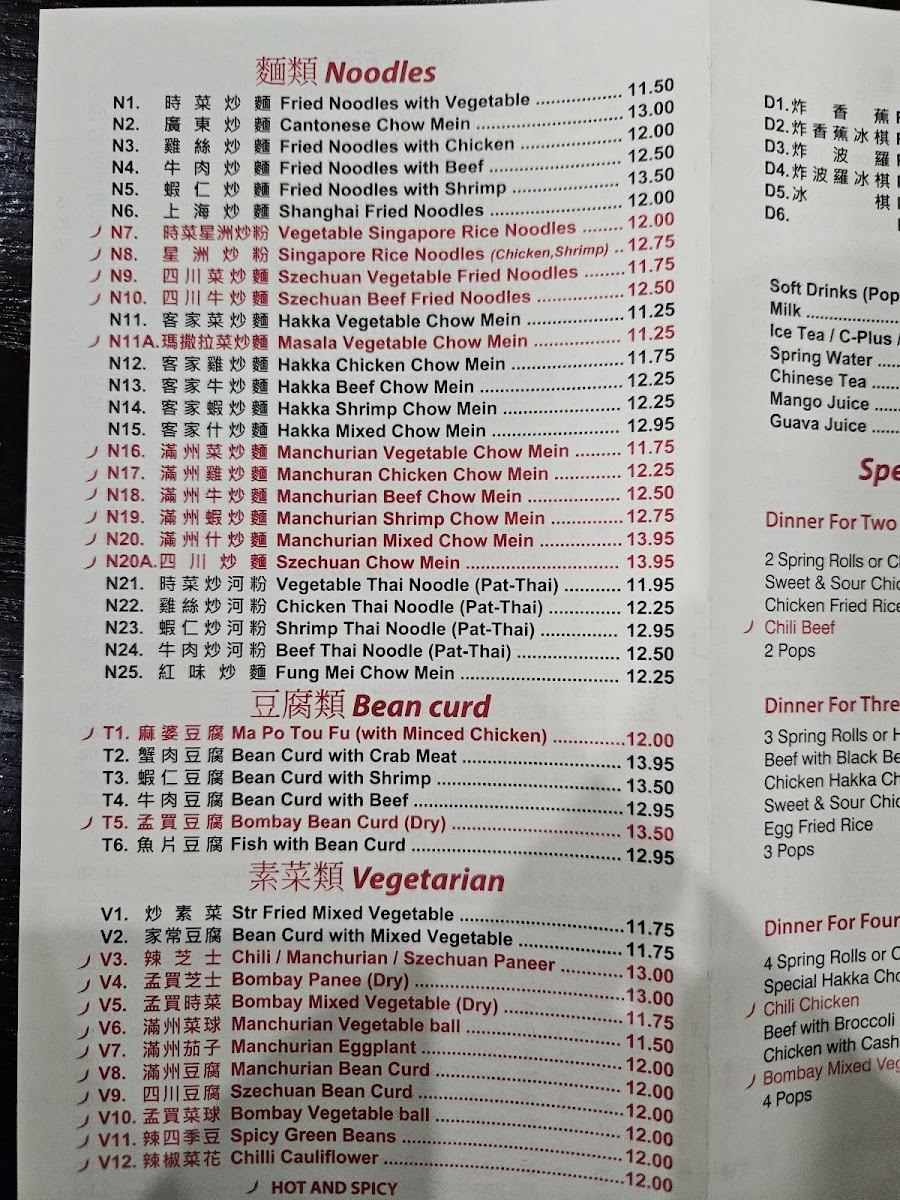 麵類 Noodles
N1. 時菜炒麵 Fried Noodles with Vegetable 11.50
N2. 廣東炒麵 Cantonese Chow Mein 13.00
N3. 雞絲炒麵 Fried Noodles with Chicken 12.00
N4. 牛肉炒麵 Fried Noodles with Beef 12.50
N5. 蝦仁炒麵 Fried Noodles with Shrimp 13.50
N6. 上海炒麵 Shanghai Fried Noodles 12.00
N7. 時菜星洲炒粉 Vegetable Singapore Rice Noodles 12.00
N8. 星洲炒粉 Singapore Rice Noodles (Chicken,Shrimp) 12.75
N9. 四川菜炒麵 Szechuan Vegetable Fried Noodles 11.75
N10. 四川牛炒麵 Szechuan Beef Fried Noodles 12.50
N11. 客家菜炒麵 Hakka Vegetable Chow Mein 11.25
N11A. 瑪撒拉菜炒麵 Masala Vegetable Chow Mein 11.25
N12. 客家雞炒麵 Hakka Chicken Chow Mein 11.75
N13. 客家牛炒麵 Hakka Beef Chow Mein 12.25
N14. 客家蝦炒麵 Hakka Shrimp Chow Mein 12.25
N15. 客家什炒麵 Hakka Mixed Chow Mein 12.95
N16. 滿州菜炒麵 Manchurian Vegetable Chow Mein 11.75
N17. 滿州雞炒麵 Manchuran Chicken Chow Mein 12.25
N18. 滿州牛炒麵 Manchurian Beef Chow Mein 12.50
N19. 滿州蝦炒麵 Manchurian Shrimp Chow Mein 12.75
N20. 滿州什炒麵 Manchurian Mixed Chow Mein 13.95
N20A. 四川炒麵 Szechuan Chow Mein 13.95
N21. 時菜炒河粉 Vegetable Thai Noodle (Pat-Thai) 11.95
N22. 雞絲炒河粉 Chicken Thai Noodle (Pat-Thai) 12.25
N23. 蝦仁炒河粉 Shrimp Thai Noodle (Pat-Thai) 12.95
N24. 牛肉炒河粉 Beef Thai Noodle (Pat-Thai) 12.50
N25. 紅味炒麵 Fung Mei Chow Mein 12.25
豆腐類 Bean curd
T1. 麻婆豆腐 Ma Po Tou Fu (with Minced Chicken) 12.00
T2. 蟹肉豆腐 Bean Curd with Crab Meat 13.95
T3. 蝦仁豆腐 Bean Curd with Shrimp 13.50
T4. 牛肉豆腐 Bean Curd with Beef 12.95
T5. 孟買豆腐 Bombay Bean Curd (Dry) 13.50
T6. 魚片豆腐 Fish with Bean Curd 12.95
素菜類 Vegetarian
V1. 炒素菜 Str Fried Mixed Vegetable 11.75
V2. 家常豆腐 Bean Curd with Mixed Vegetable 11.75
V3. 辣芝士 Chili / Manchurian / Szechuan Paneer 13.00
V4. 孟買芝士 Bombay Panee (Dry) 13.00
V5. 孟買時菜 Bombay Mixed Vegetable (Dry) 11.75
V6. 滿州菜球 Manchurian Vegetable ball 11.50
V7. 滿州茄子 Manchurian Eggplant 12.00
V8. 滿州豆腐 Manchurian Bean Curd 12.00
V9. 四川豆腐 Szechuan Bean Curd 12.00
V10. 孟買菜球 Bombay Vegetable ball 12.00
V11. 辣四季豆 Spicy Green Beans 12.00
V12. 辣椒菜花 Chilli Cauliflower 12.00
HOT AND SPICY
D1. 炸香蕉
D2. 炸香蕉冰棋
D3. 炸波羅
D4. 炸波羅冰棋
D5. 冰棋
D6.
Soft Drinks (Pop
Milk
Ice Tea / C-Plus /
Spring Water
Chinese Tea
Mango Juice
Guava Juice
Spe
Dinner For Two
2 Spring Rolls or C
Sweet & Sour Chic
Chicken Fried Rice
Chili Beef
2 Pops
Dinner For Thre
3 Spring Rolls or H
Beef with Black Be
Chicken Hakka Ch
Sweet & Sour Chic
Egg Fried Rice
3 Pops
Dinner For Four
4 Spring Rolls or C
Special Hakka Cho
Chili Chicken
Beef with Broccoli
Chicken with Cash
Bombay Mixed Veg
4 Pops